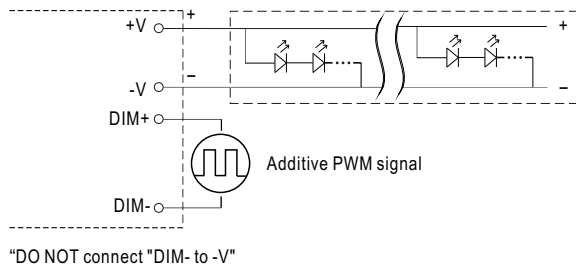 +V + +
-V – –
DIM+
Additive PWM signal
DIM-
“DO NOT connect "DIM- to -V"